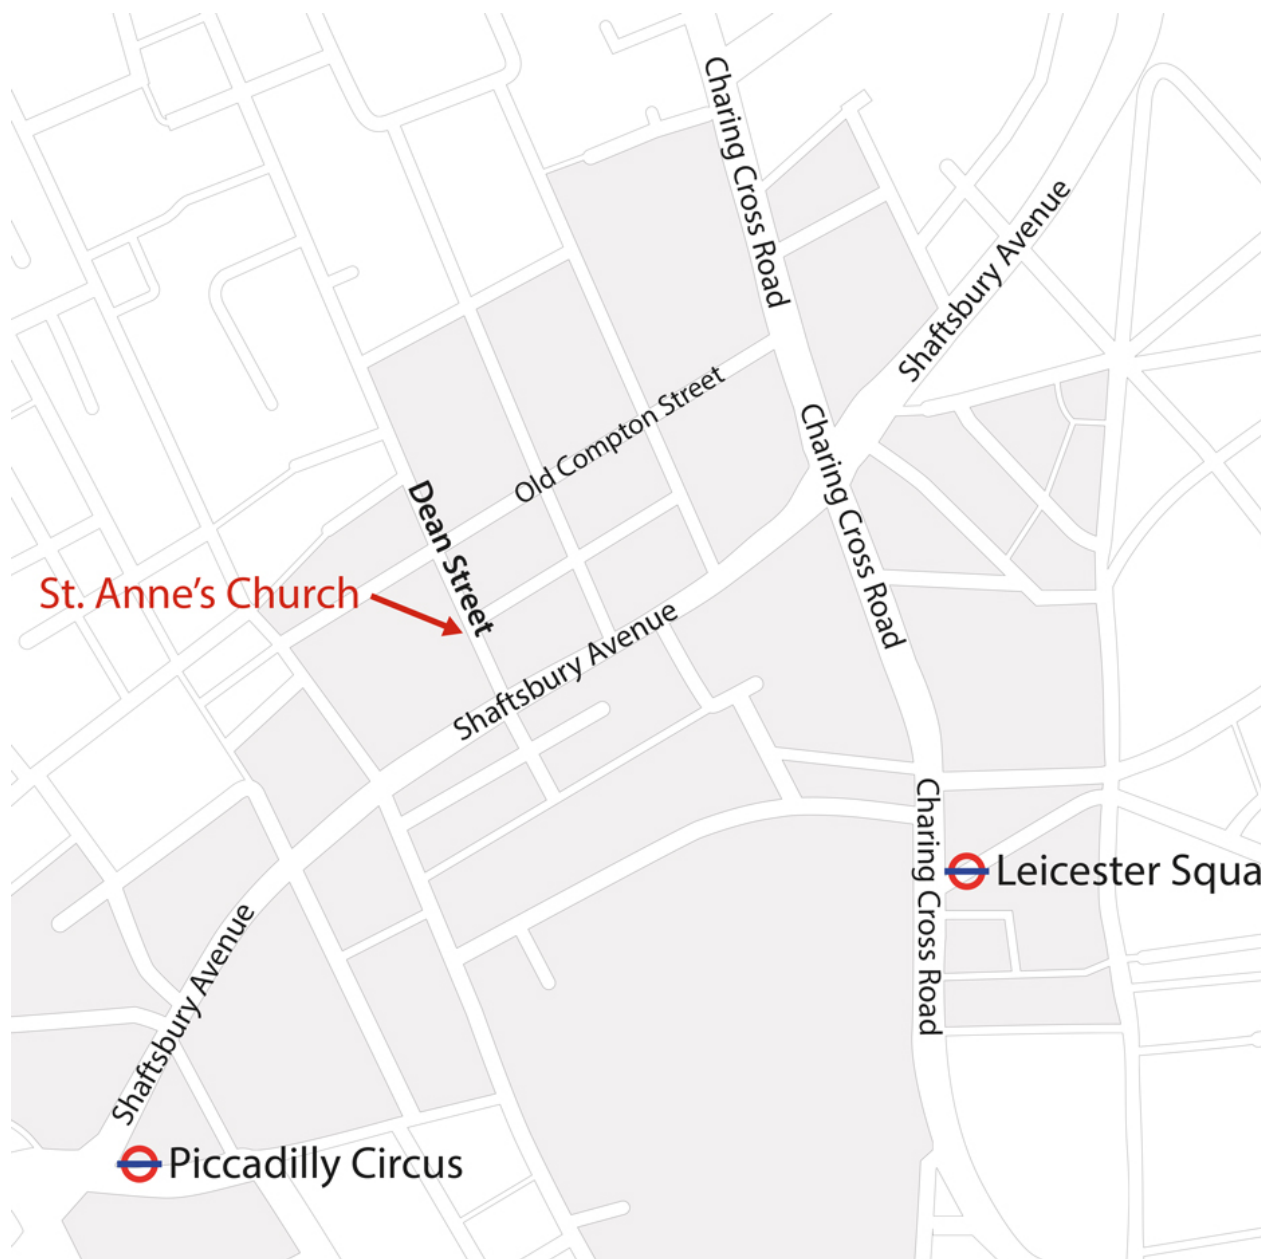 Charing Cross Road
Shaftsbury Avenue
Old Compton Street
Charing Cross Road
Dean Street
St. Anne's Church
Shaftsbury Avenue
Charing Cross Road
Leicester Squa
Shaftsbury Avenue
Piccadilly Circus